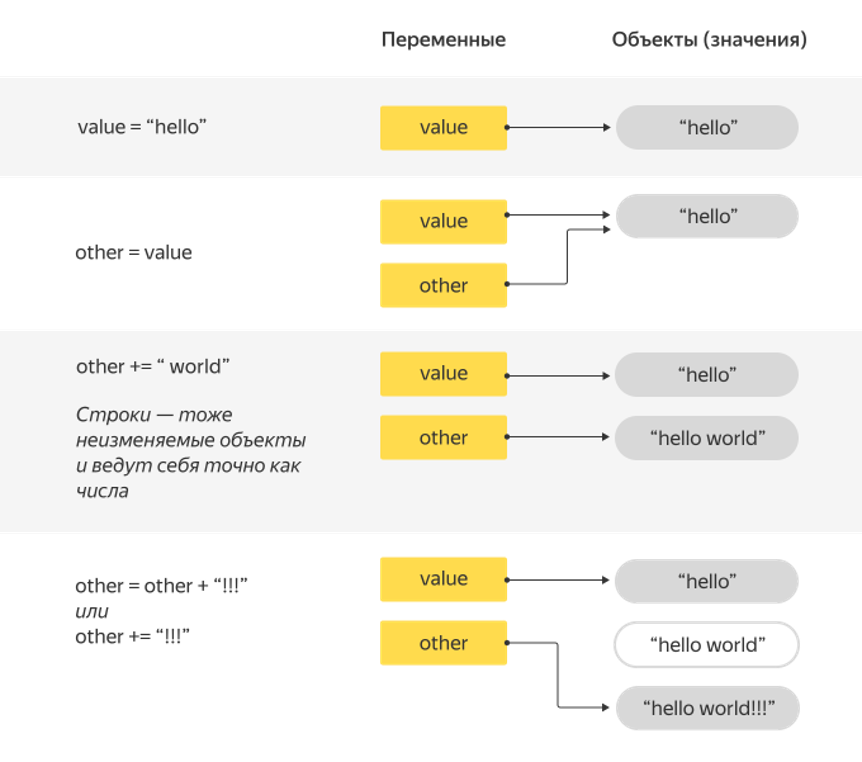 Переменные
Объекты (значения)
value = “hello”
value
“hello”
other = value
value
“hello”
other
other += “ world”
Строки — тоже
неизменяемые объекты
и ведут себя точно как
числа
value
“hello”
other
“hello world”
other = other + “!!!”
или
other += “!!!”
value
“hello”
other
“hello world”
“hello world!!!”